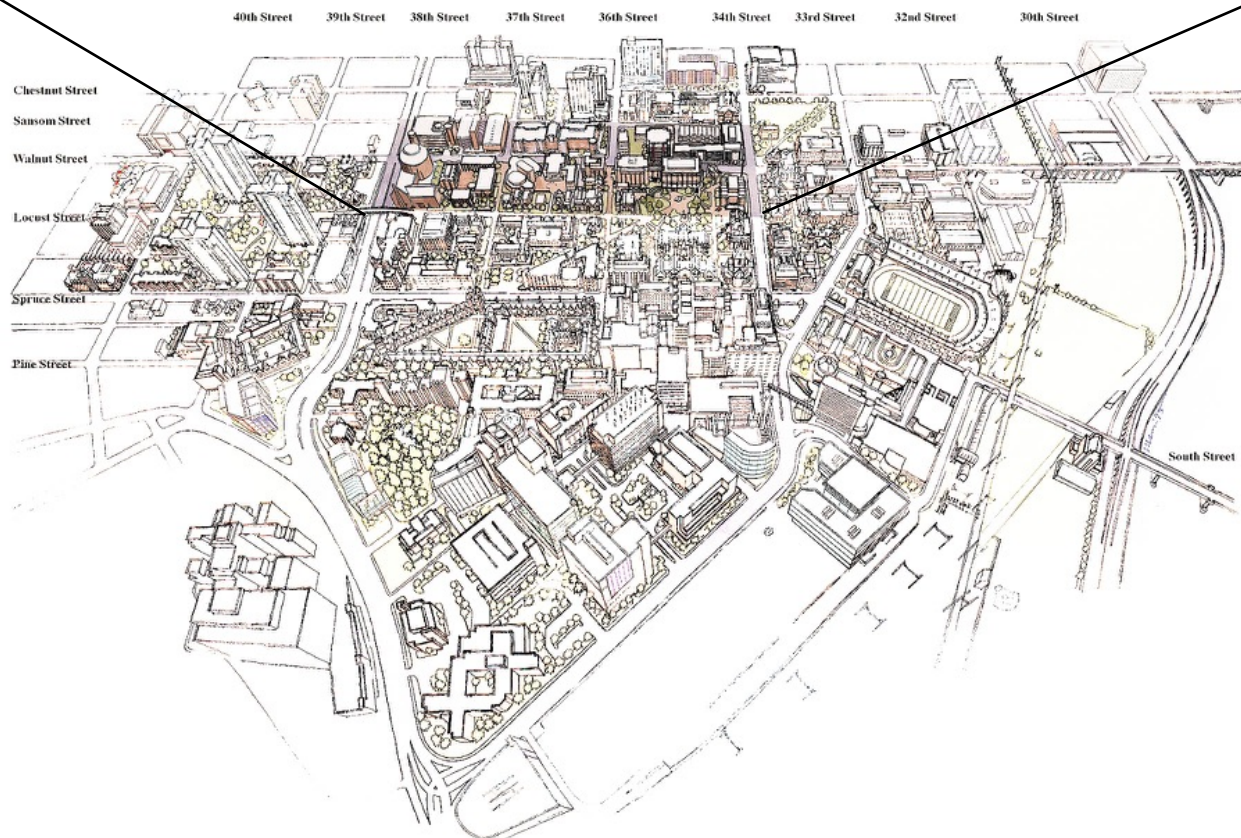 40th Street
39th Street
38th Street
37th Street
36th Street
34th Street
33rd Street
32nd Street
30th Street
Chestnut Street
Sansom Street
Walnut Street
Locust Street
Spruce Street
Pine Street
South Street